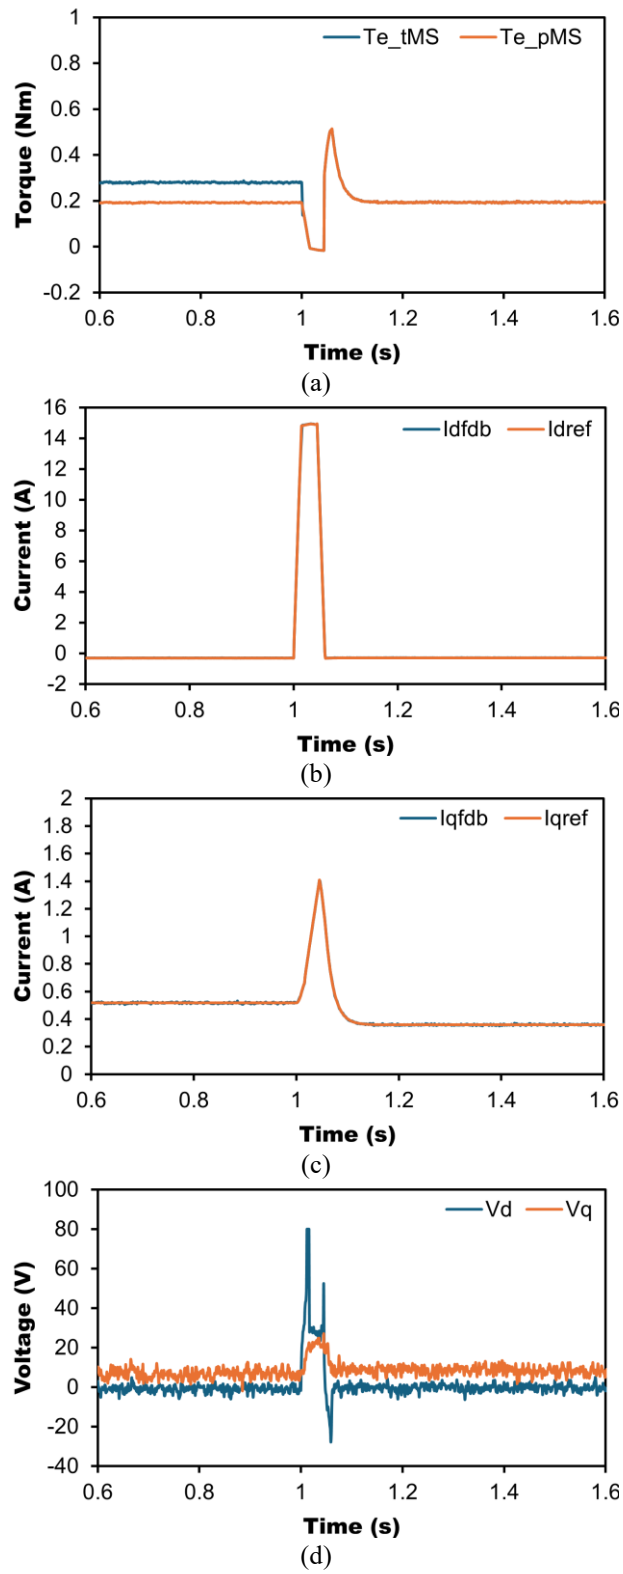 1
Te_tMS Te_pMS
0.8
0.6
0.4
0.2
0
-0.2
Torque (Nm)
0.6 0.8 1 1.2 1.4 1.6
Time (s)
(a)
16
Idfdb Idref
14
12
10
8
6
4
2
0
-2
Current (A)
0.6 0.8 1 1.2 1.4 1.6
Time (s)
(b)
2
Iqfdb Iqref
1.8
1.6
1.4
1.2
1
0.8
0.6
0.4
0.2
0
Current (A)
0.6 0.8 1 1.2 1.4 1.6
Time (s)
(c)
100
Vd Vq
80
60
40
20
0
-20
-40
Voltage (V)
0.6 0.8 1 1.2 1.4 1.6
Time (s)
(d)